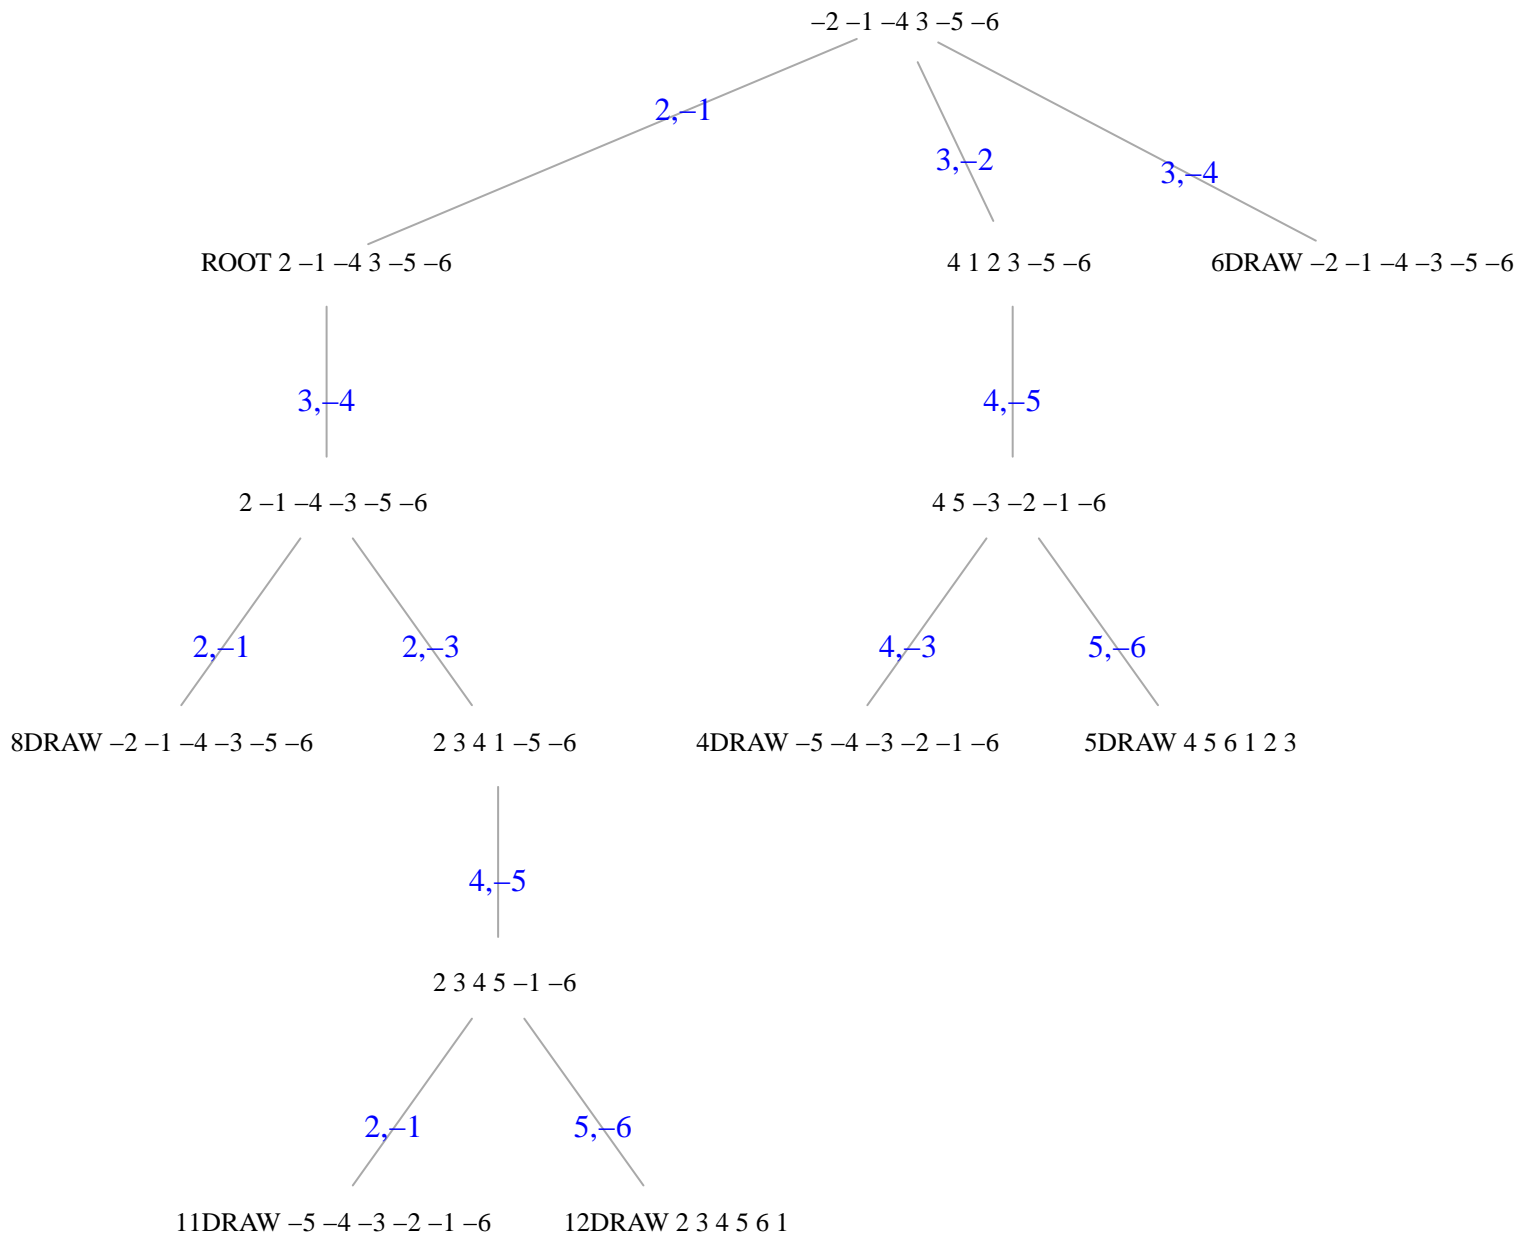 –2 –1 –4 3 –5 –6
2,–1
3,–2
3,–4
ROOT 2 –1 –4 3 –5 –6
4 1 2 3 –5 –6
6DRAW –2 –1 –4 –3 –5 –6
3,–4
4,–5
2 –1 –4 –3 –5 –6
4 5 –3 –2 –1 –6
2,–1
2,–3
4,–3
5,–6
8DRAW –2 –1 –4 –3 –5 –6
2 3 4 1 –5 –6
4DRAW –5 –4 –3 –2 –1 –6
5DRAW 4 5 6 1 2 3
4,–5
2 3 4 5 –1 –6
2,–1
5,–6
11DRAW –5 –4 –3 –2 –1 –6
12DRAW 2 3 4 5 6 1